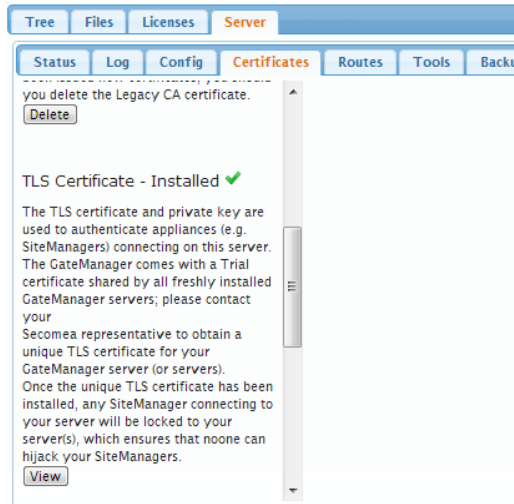 Tree Files Licenses Server
Status Log Config Certificates Routes Tools Backu
you delete the Legacy CA certificate.
Delete
TLS Certificate - Installed
The TLS certificate and private key are
used to authenticate appliances (e.g.
SiteManagers) connecting on this server.
The GateManager comes with a Trial
certificate shared by all freshly installed
GateManager servers; please contact
your
Secomea representative to obtain a
unique TLS certificate for your
GateManager server (or servers).
Once the unique TLS certificate has been
installed, any SiteManager connecting to
your server will be locked to your
server(s), which ensures that noone can
hijack your SiteManagers.
View